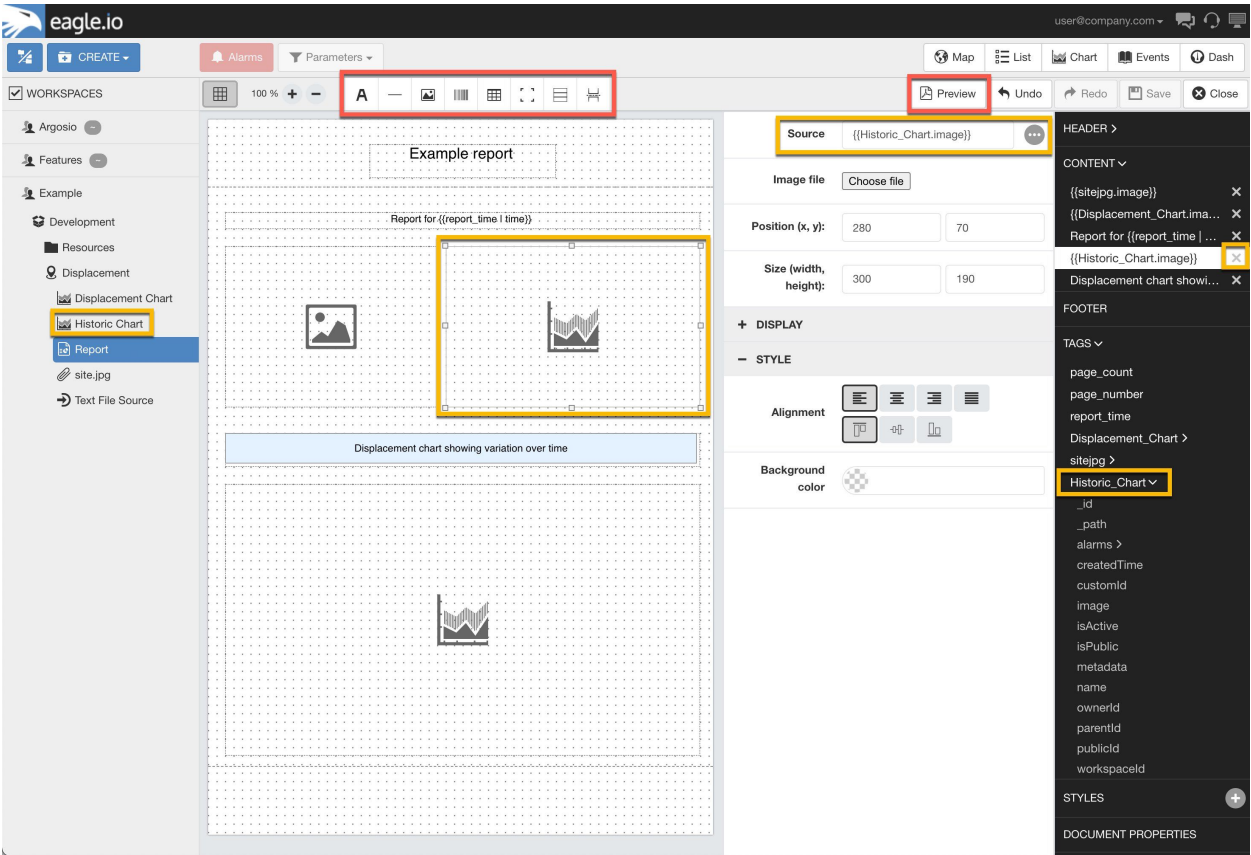 eagle.io
user@company.com
CREATE
Alarms
Parameters
Map
List
Chart
Events
Dash
WORKSPACES
100 %
A
Preview
Undo
Redo
Save
Close
Argosio
Features
Example
Development
Resources
Displacement
Displacement Chart
Historic Chart
Report
site.jpg
Text File Source
Example report
Report for {{report_time | time}}
Displacement chart showing variation over time
Source
{{Historic_Chart.image}}
Image file
Choose file
Position (x, y):
280
70
Size (width,
height):
300
190
+ DISPLAY
− STYLE
Alignment
Background
color
HEADER
CONTENT
{{sitejpg.image}}
{{Displacement_Chart.ima...
Report for {{report_time | ...
{{Historic_Chart.image}}
Displacement chart showi...
FOOTER
TAGS
page_count
page_number
report_time
Displacement_Chart
sitejpg
Historic_Chart
_id
_path
alarms
createdTime
customId
image
isActive
isPublic
metadata
name
ownerId
parentId
publicId
workspaceId
STYLES
DOCUMENT PROPERTIES